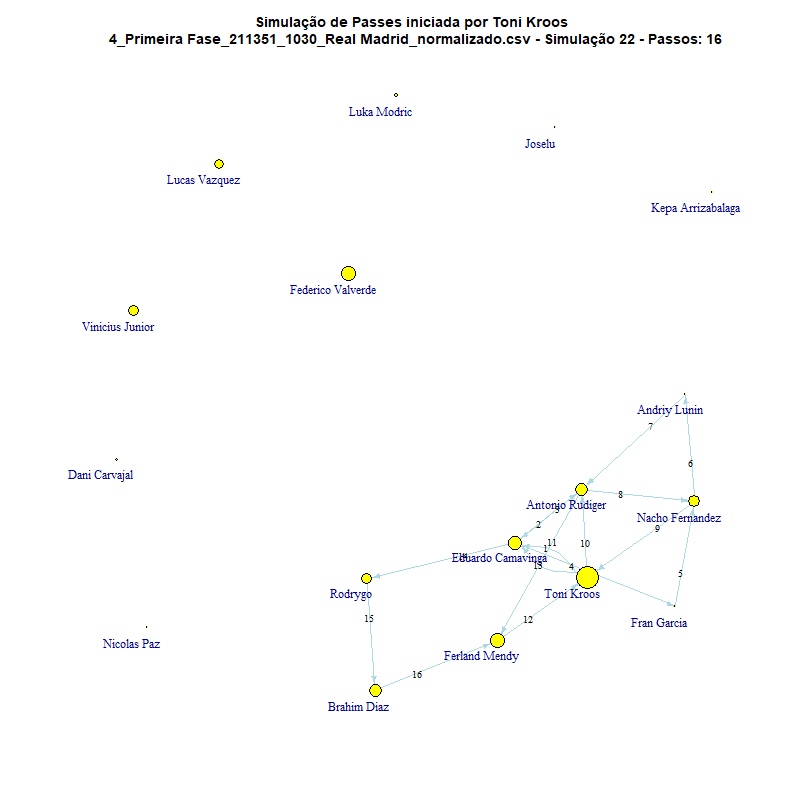 Simulação de Passes iniciada por Toni Kroos
4_Primeira Fase_211351_1030_Real Madrid_normalizado.csv - Simulação 22 - Passos: 16
Luka Modric
Joselu
Lucas Vazquez
Kepa Arrizabalaga
Federico Valverde
Vinicius Junior
Andriy Lunin
7
Dani Carvajal
6
8
Antonio Rudiger
3
Nacho Fernandez
2
9
11
10
1
Eduardo Camavinga
13
4
5
Rodrygo
Toni Kroos
15
12
Fran Garcia
Nicolas Paz
Ferland Mendy
16
Brahim Diaz